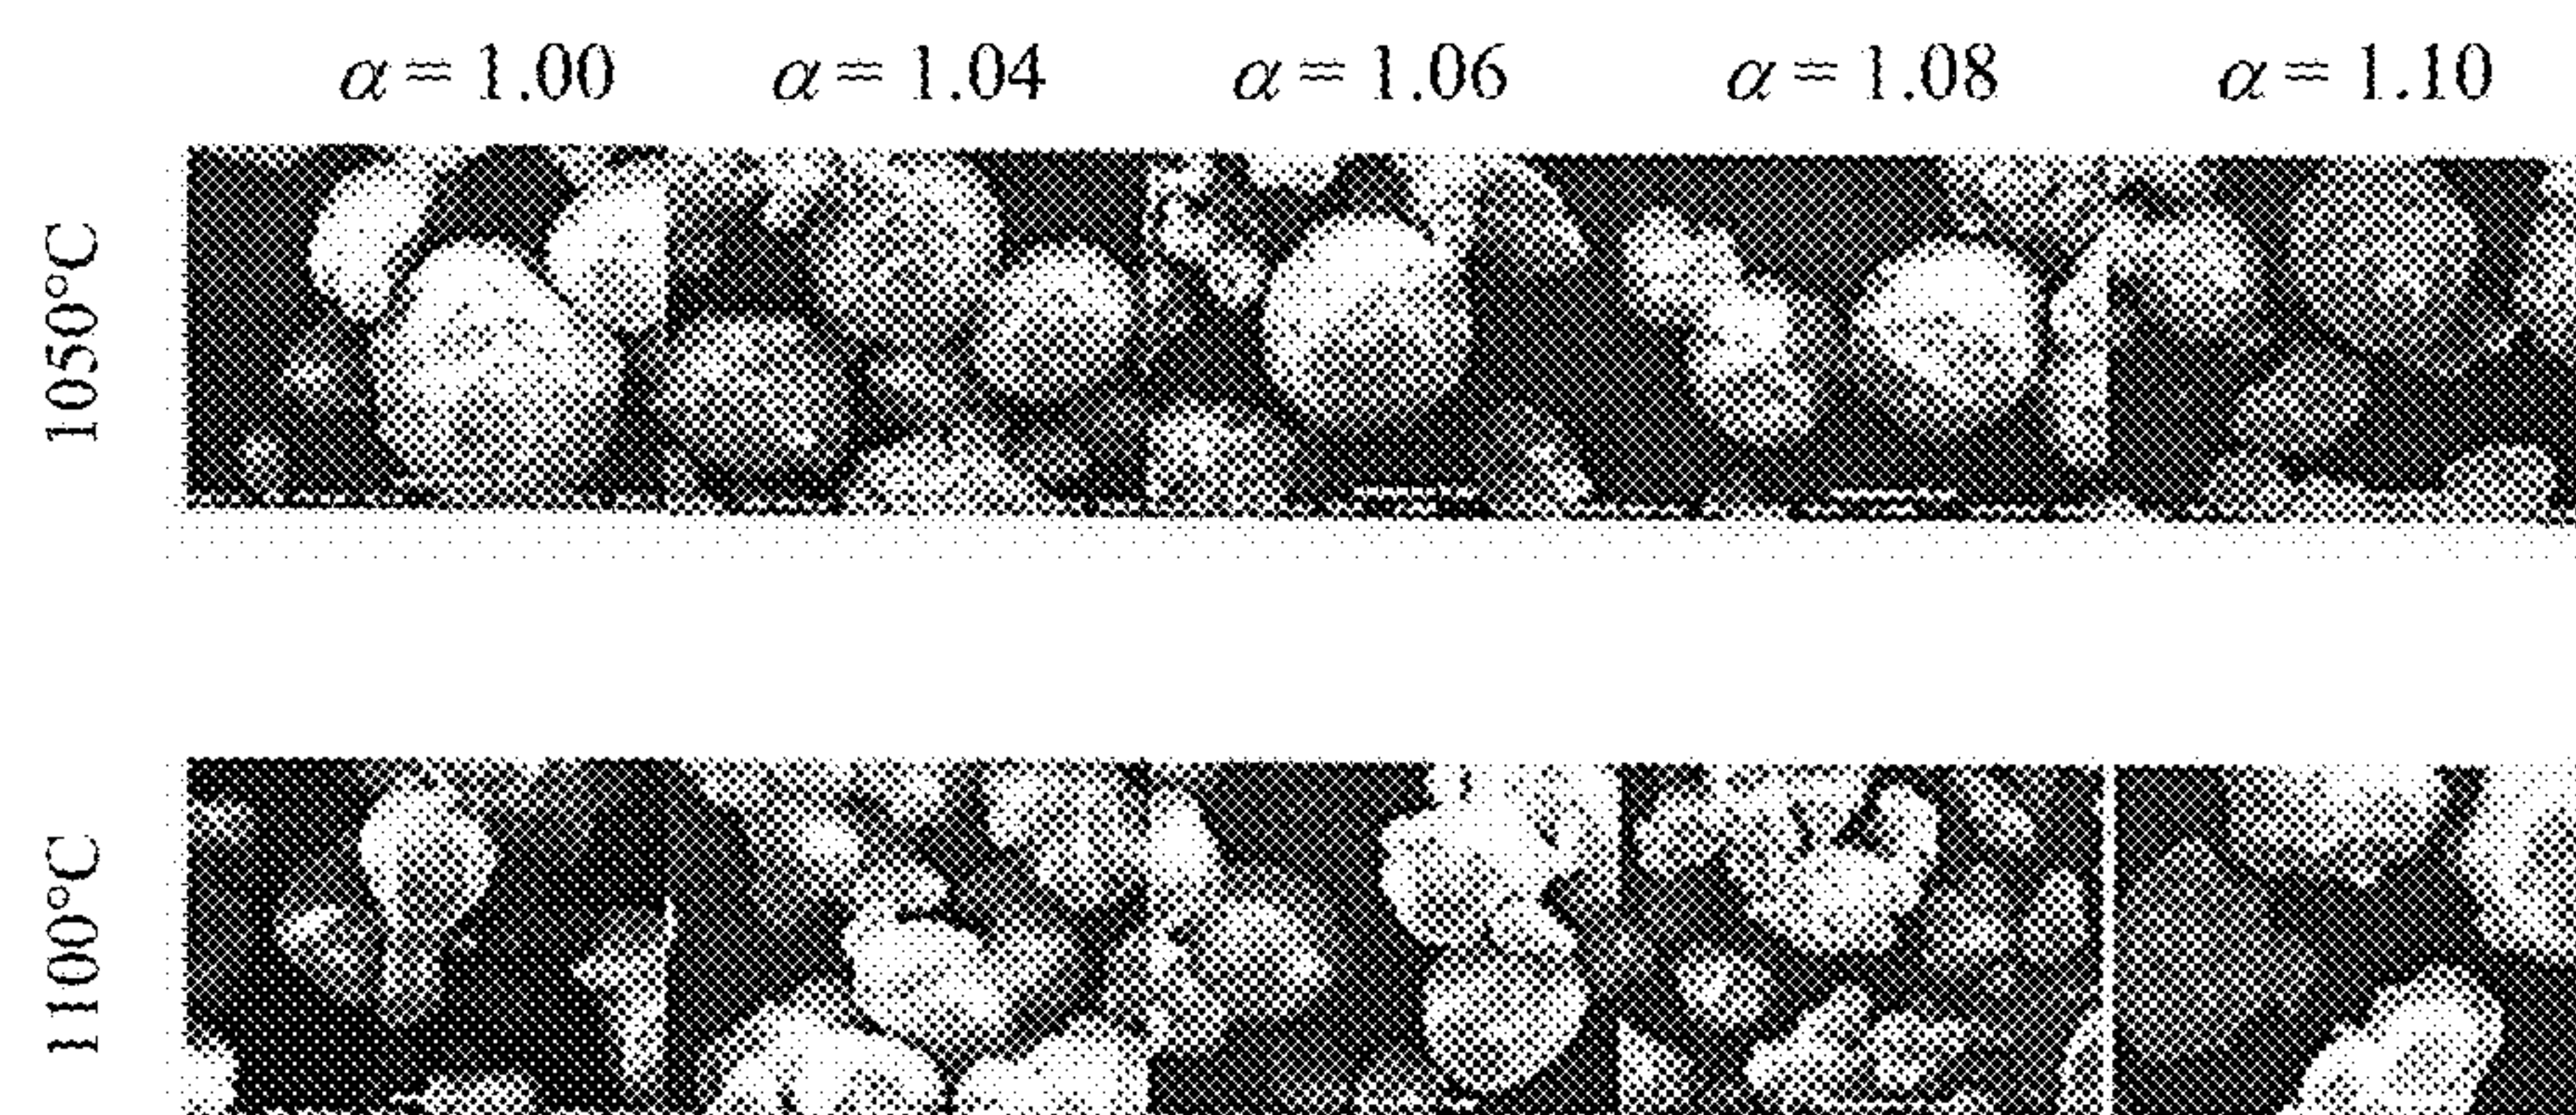 α = 1.00 α = 1.04 α = 1.06 α = 1.08 α = 1.10
1050°C
1100°C